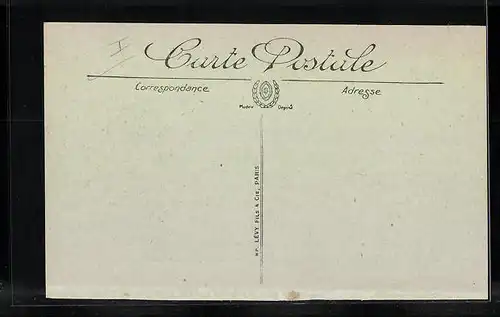 I
Carte Postale
Correspondance
Adresse
Modèle Déposé
LÉVY, FILS & CIE, PARIS